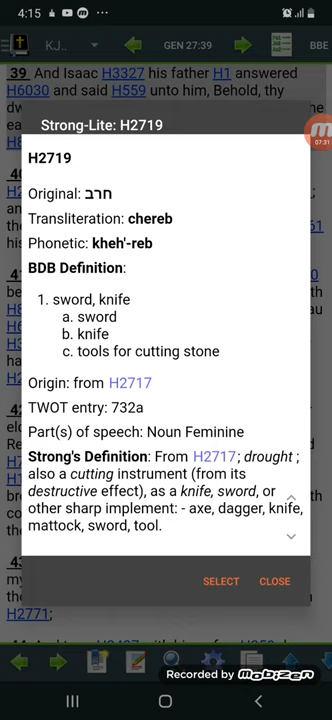 4:15
KJ..
GEN 27:39
BBE
39 And Isaac H3327 his father H1 answered
H6030 and said H559 unto him, Behold, thy
Strong-Lite: H2719
07:31
H2719
Original: חרב
Transliteration: chereb
Phonetic: kheh'-reb
BDB Definition:
1. sword, knife
a. sword
b. knife
c. tools for cutting stone
Origin: from H2717
TWOT entry: 732a
Part(s) of speech: Noun Feminine
Strong's Definition: From H2717; drought ;
also a cutting instrument (from its
destructive effect), as a knife, sword, or
other sharp implement: - axe, dagger, knife,
mattock, sword, tool.
SELECT CLOSE
H2771;
Recorded by mobizen